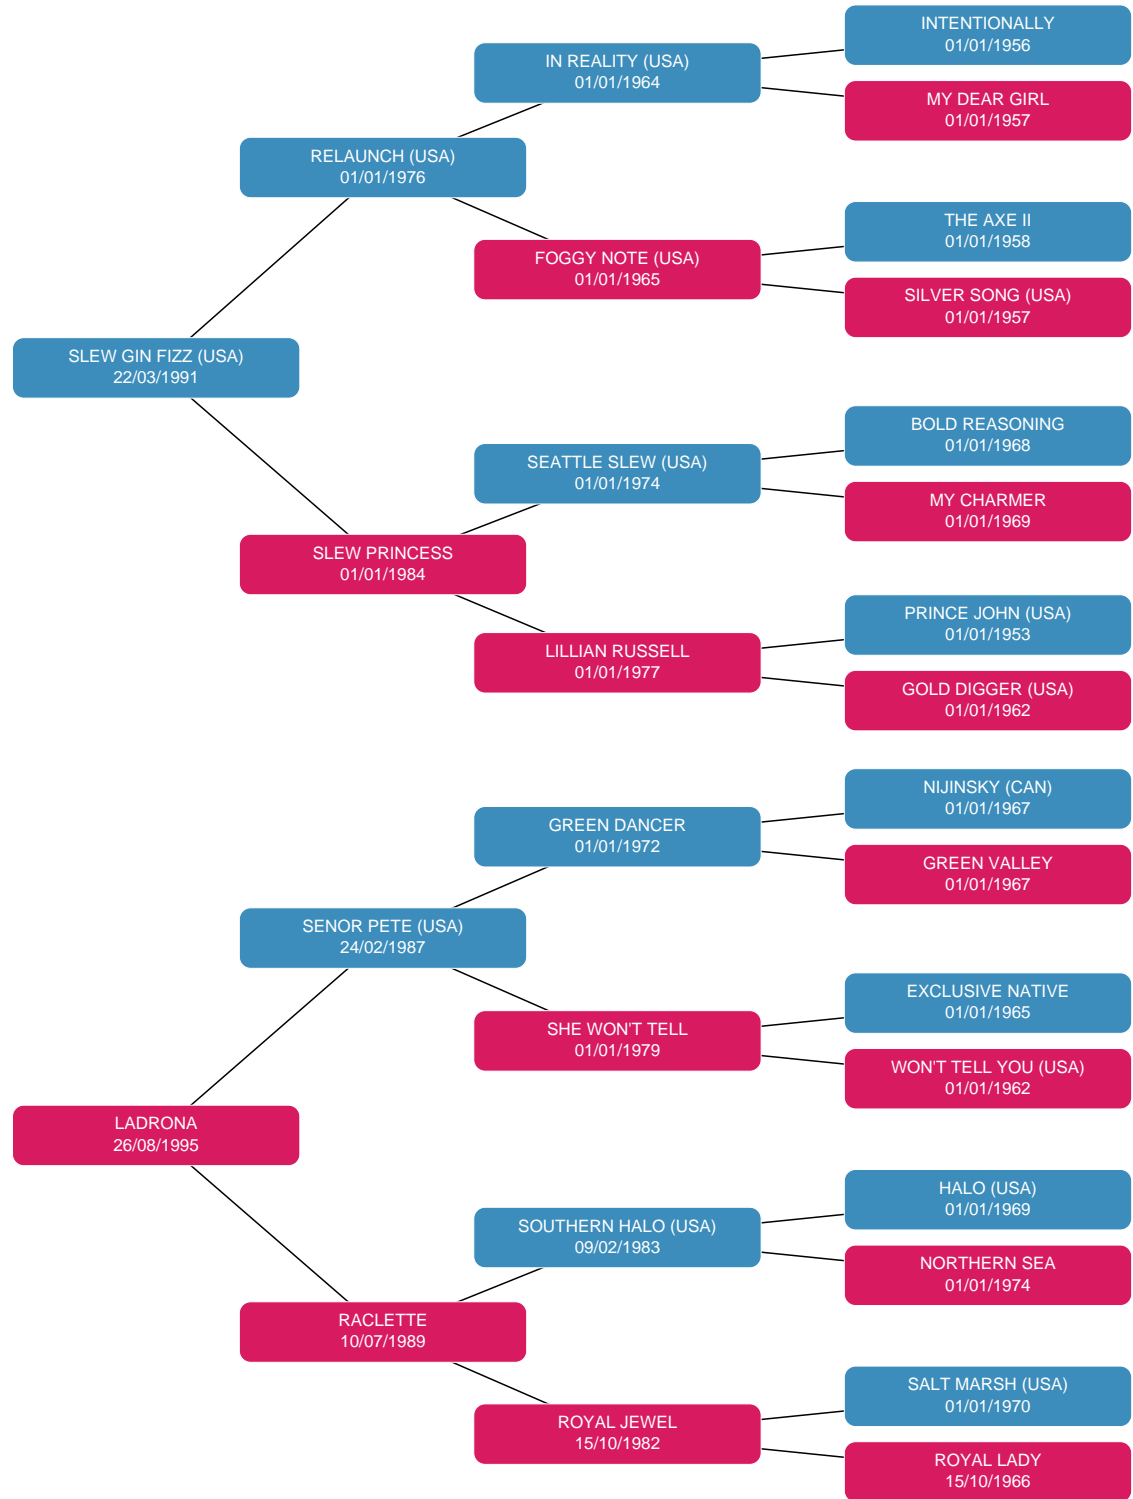 INTENTIONALLY
01/01/1956
IN REALITY (USA)
01/01/1964
MY DEAR GIRL
01/01/1957
RELAUNCH (USA)
01/01/1976
THE AXE II
01/01/1958
FOGGY NOTE (USA)
01/01/1965
SILVER SONG (USA)
01/01/1957
SLEW GIN FIZZ (USA)
22/03/1991
BOLD REASONING
01/01/1968
SEATTLE SLEW (USA)
01/01/1974
MY CHARMER
01/01/1969
SLEW PRINCESS
01/01/1984
PRINCE JOHN (USA)
01/01/1953
LILLIAN RUSSELL
01/01/1977
GOLD DIGGER (USA)
01/01/1962
NIJINSKY (CAN)
01/01/1967
GREEN DANCER
01/01/1972
GREEN VALLEY
01/01/1967
SENOR PETE (USA)
24/02/1987
EXCLUSIVE NATIVE
01/01/1965
SHE WON'T TELL
01/01/1979
WON'T TELL YOU (USA)
01/01/1962
LADRONA
26/08/1995
HALO (USA)
01/01/1969
SOUTHERN HALO (USA)
09/02/1983
NORTHERN SEA
01/01/1974
RACLETTE
10/07/1989
SALT MARSH (USA)
01/01/1970
ROYAL JEWEL
15/10/1982
ROYAL LADY
15/10/1966